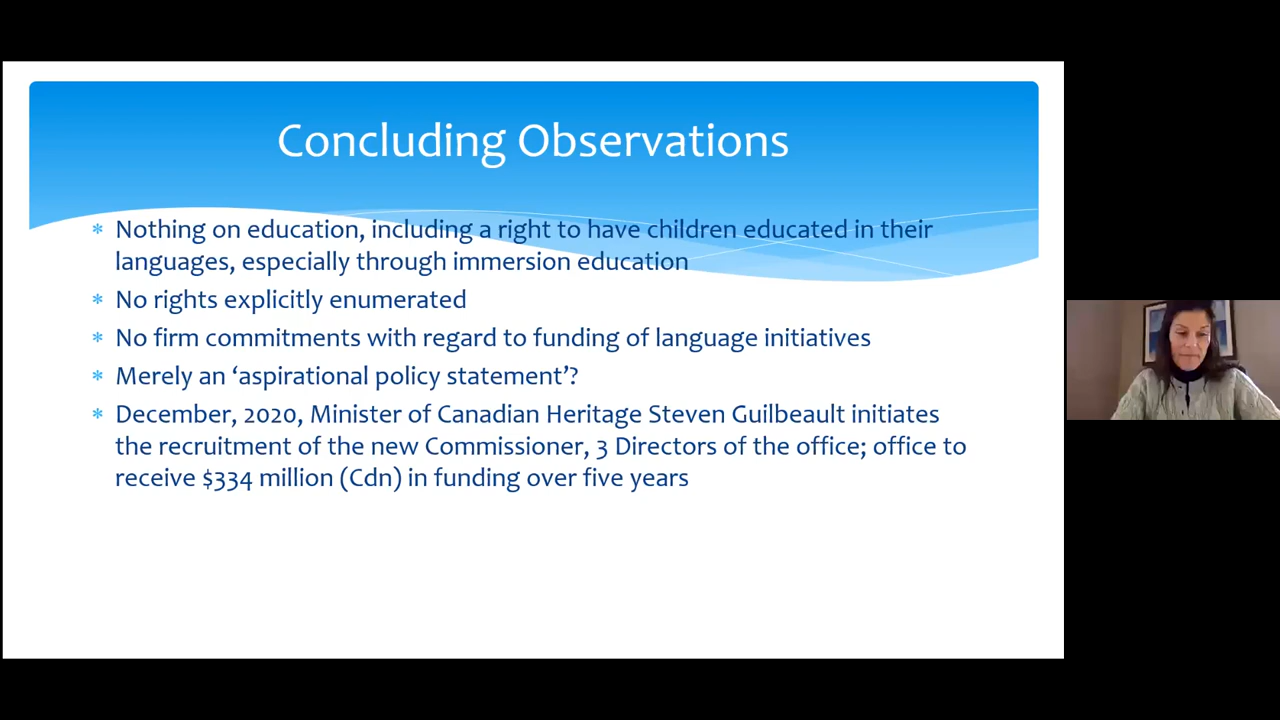 Concluding Observations
* Nothing on education, including a right to have children educated in their
languages, especially through immersion education
* No rights explicitly enumerated
* No firm commitments with regard to funding of language initiatives
* Merely an ‘aspirational policy statement’?
* December, 2020, Minister of Canadian Heritage Steven Guilbeault initiates
the recruitment of the new Commissioner, 3 Directors of the office; office to
receive $334 million (Cdn) in funding over five years